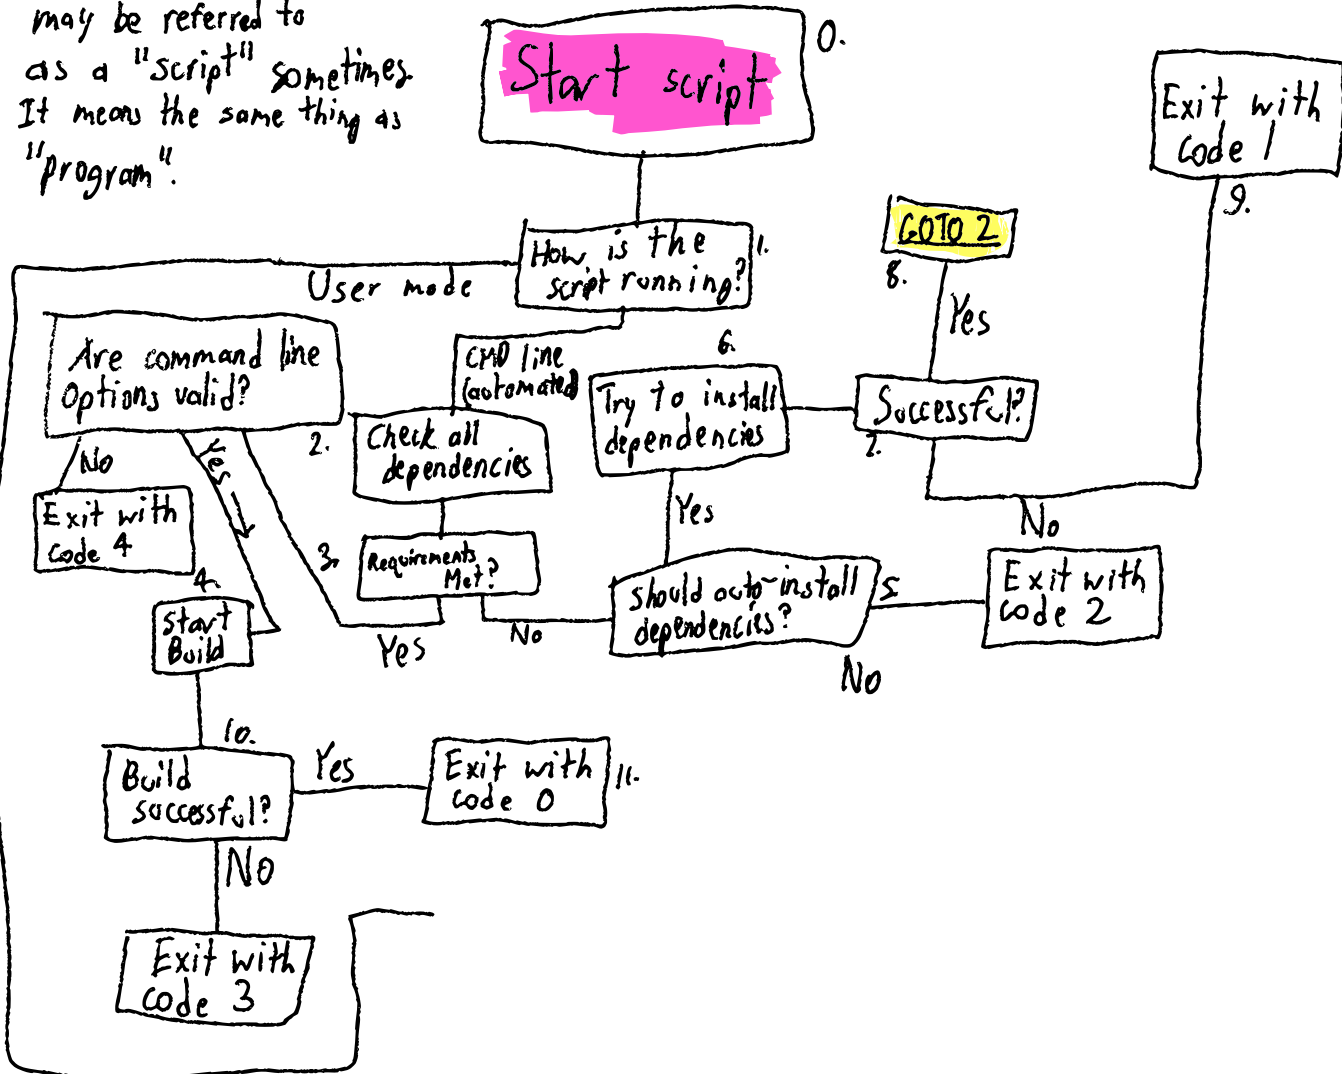 may be referred to
as a "script" sometimes.
It means the same thing as
"program".
Start script
0.
Exit with
code 1
9.
GOTO 2
8.
How is the
script running?
1.
User mode
Yes
Are command line
Options valid?
CMD line
(automated)
6.
Try to install
dependencies
Successful?
7.
No
Yes
2.
Check all
dependencies
No
Exit with
code 4
Yes
3.
Requirements
Met?
Should auto-install
dependencies?
5.
Exit with
code 2
4.
Start
Build
Yes
No
No
10.
Build
successful?
Yes
Exit with
code 0
11.
No
Exit with
code 3